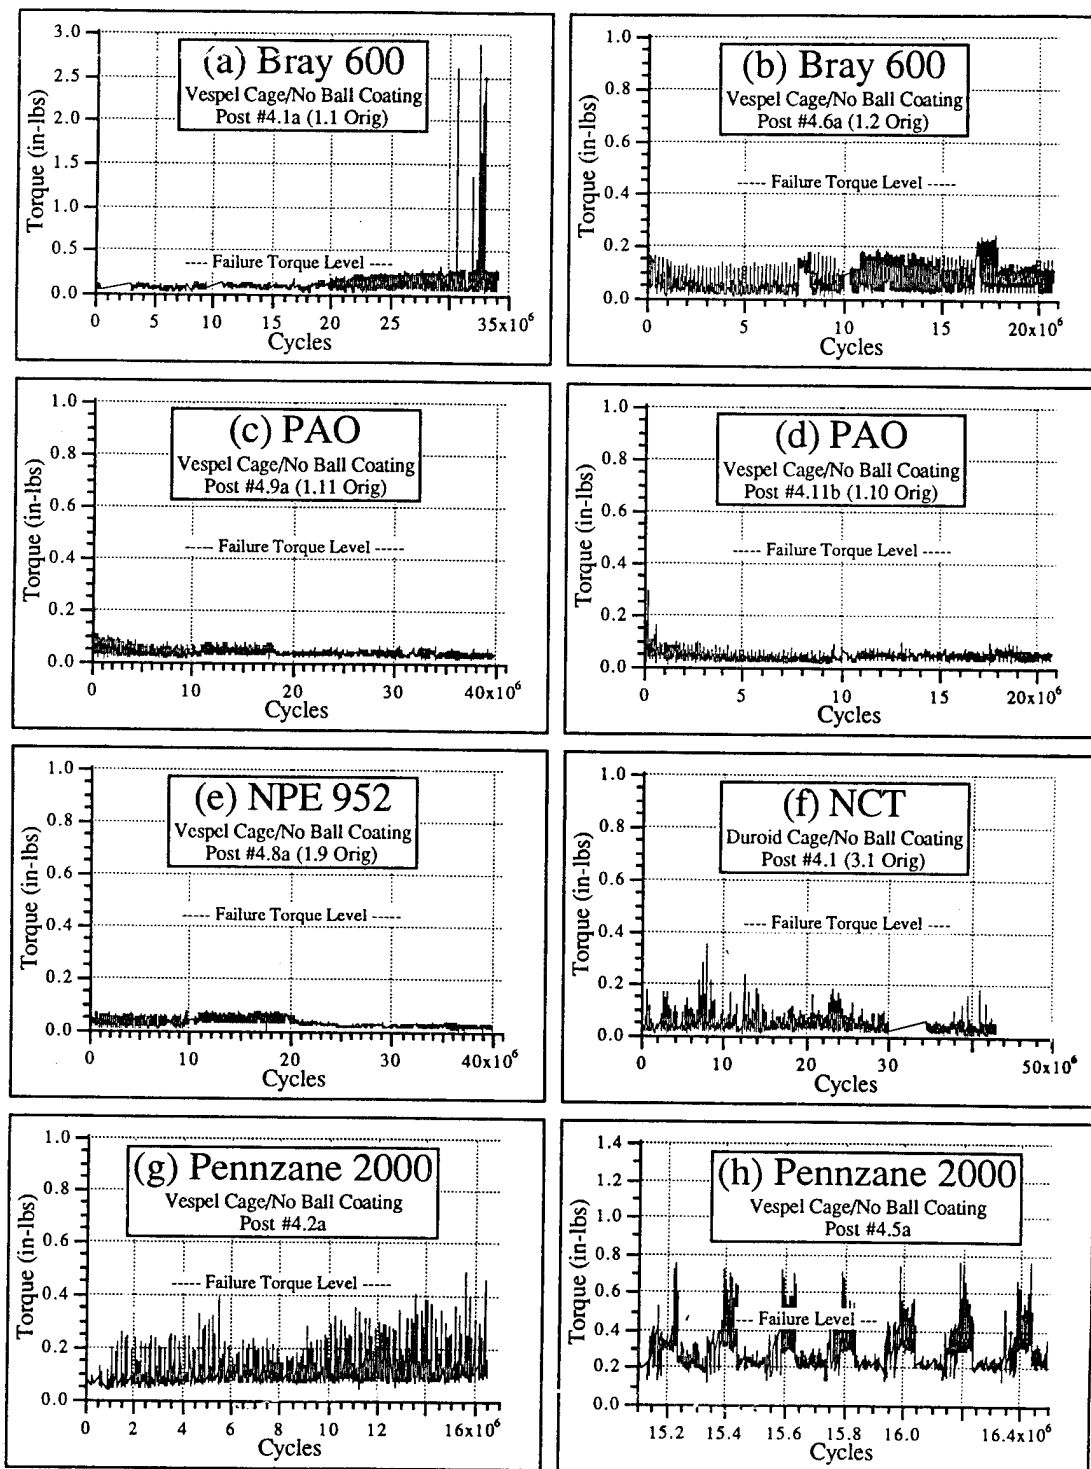 (a) Bray 600
Vespel Cage/No Ball Coating
Post #4.1a (1.1 Orig)
---- Failure Torque Level ----
Torque (in-lbs)
3.0
2.5
2.0
1.5
1.0
0.5
0.0
0 5 10 15 20 25 35x10⁶
Cycles
(b) Bray 600
Vespel Cage/No Ball Coating
Post #4.6a (1.2 Orig)
---- Failure Torque Level -----
Torque (in-lbs)
1.0
0.8
0.6
0.4
0.2
0.0
0 5 10 15 20x10⁶
Cycles
(c) PAO
Vespel Cage/No Ball Coating
Post #4.9a (1.11 Orig)
----- Failure Torque Level -----
Torque (in-lbs)
1.0
0.8
0.6
0.4
0.2
0.0
0 10 20 30 40x10⁶
Cycles
(d) PAO
Vespel Cage/No Ball Coating
Post #4.11b (1.10 Orig)
---- Failure Torque Level -----
Torque (in-lbs)
1.0
0.8
0.6
0.4
0.2
0.0
0 5 10 15 20x10⁶
Cycles
(e) NPE 952
Vespel Cage/No Ball Coating
Post #4.8a (1.9 Orig)
----- Failure Torque Level -----
Torque (in-lbs)
1.0
0.8
0.6
0.4
0.2
0.0
0 10 20 30 40x10⁶
Cycles
(f) NCT
Duroid Cage/No Ball Coating
Post #4.1 (3.1 Orig)
---- Failure Torque Level ----
Torque (in-lbs)
1.0
0.8
0.6
0.4
0.2
0.0
0 10 20 30 50x10⁶
Cycles
(g) Pennzane 2000
Vespel Cage/No Ball Coating
Post #4.2a
----- Failure Torque Level -----
Torque (in-lbs)
1.0
0.8
0.6
0.4
0.2
0.0
0 2 4 6 8 10 12 16x10⁶
Cycles
(h) Pennzane 2000
Vespel Cage/No Ball Coating
Post #4.5a
---- Failure Level ---
Torque (in-lbs)
1.4
1.2
1.0
0.8
0.6
0.4
0.2
0.0
15.2 15.4 15.6 15.8 16.0 16.4x10⁶
Cycles